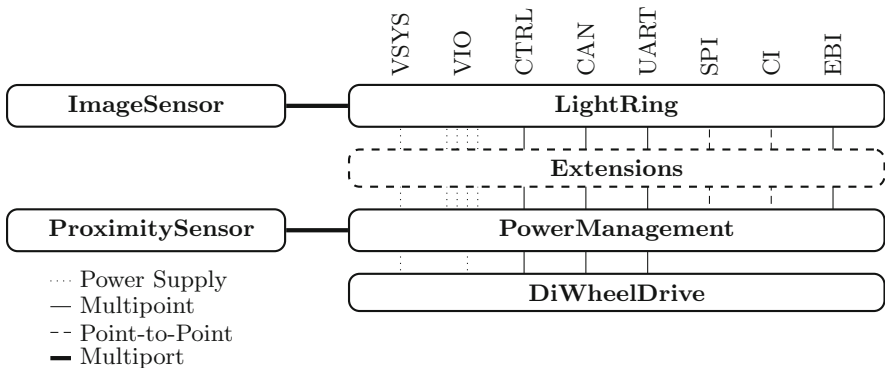 VSYS
VIO
CTRL
CAN
UART
SPI
CI
EBI
ImageSensor
LightRing
Extensions
ProximitySensor
PowerManagement
DiWheelDrive
Power Supply
Multipoint
Point-to-Point
Multiport